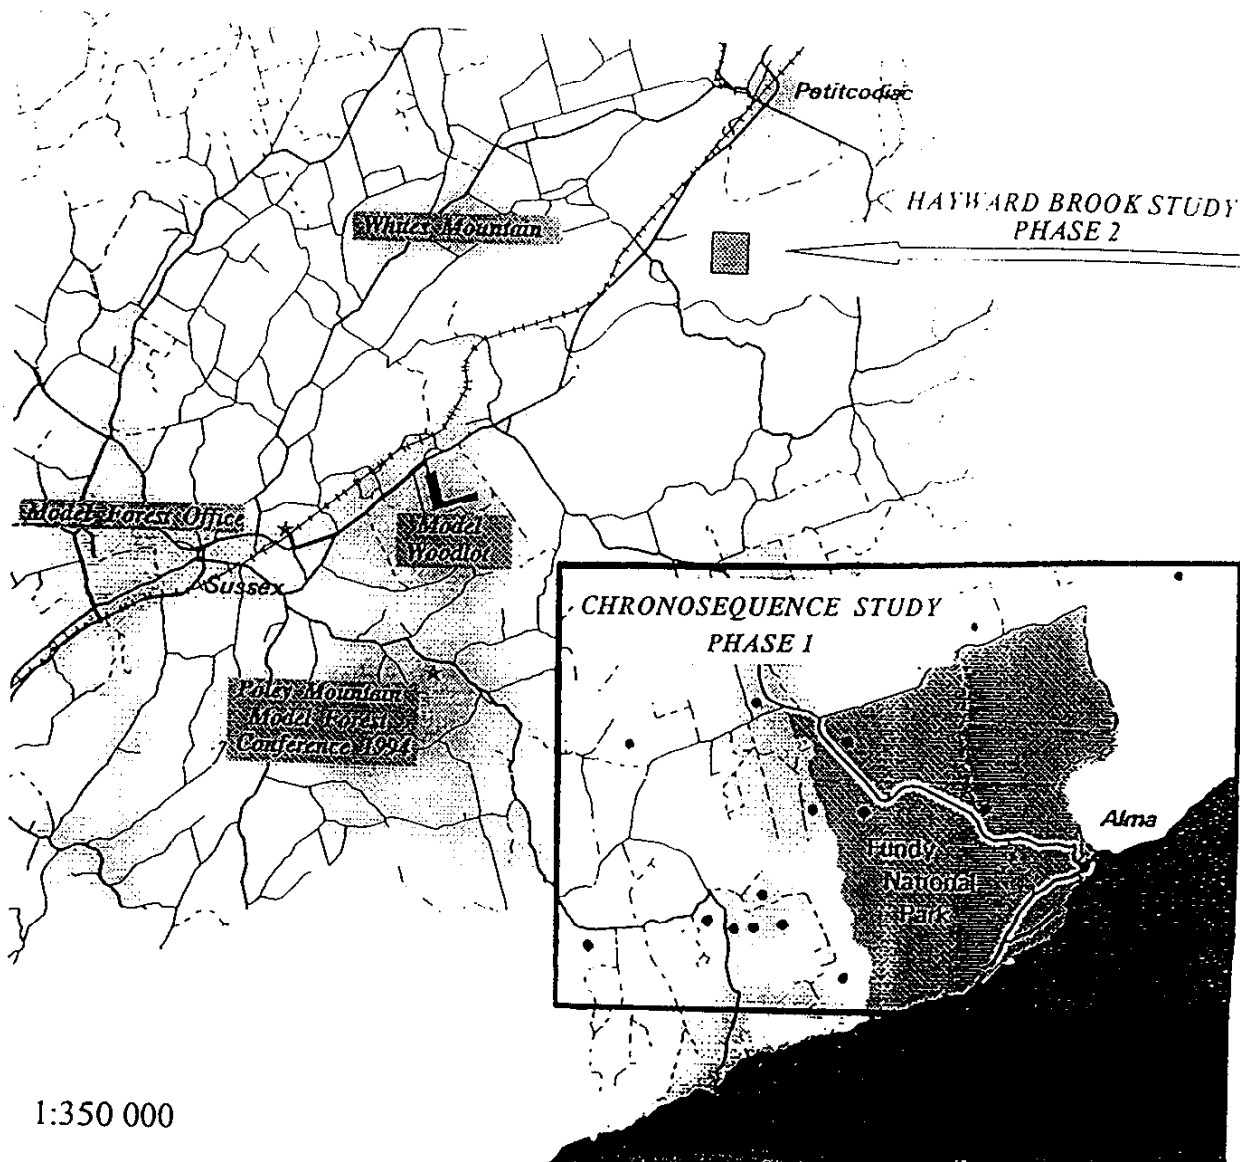 Petitcodiac
HAYWARD BROOK STUDY
PHASE 2
Whites Mountain
Model Forest Office
Model
Woodlot
Sussex
CHRONOSEQUENCE STUDY
PHASE 1
Poley Mountain
Model Forest
Conference 1994
Alma
Fundy
National
Park
1:350 000